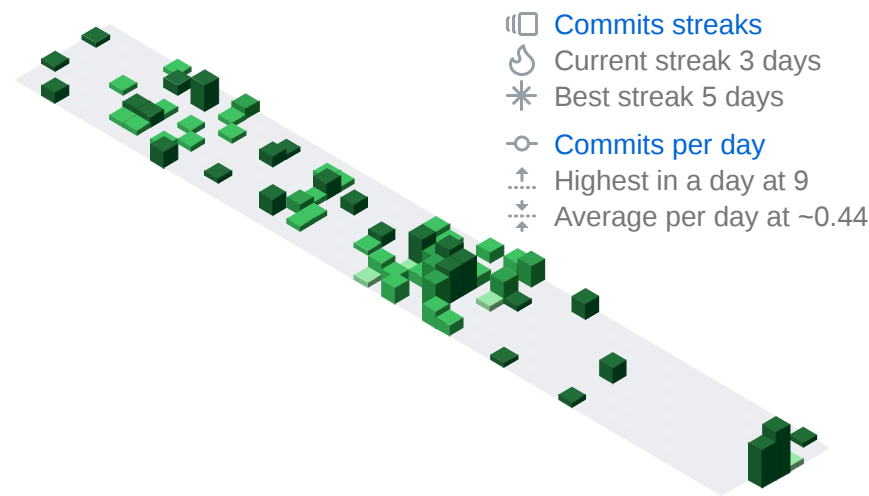 Commits streaks
Current streak 3 days
Best streak 5 days
Commits per day
Highest in a day at 9
Average per day at ~0.44